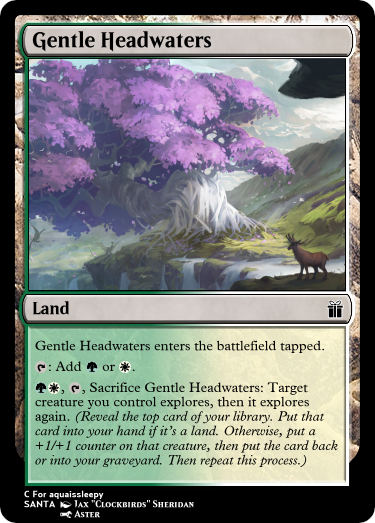 Gentle Headwaters
Land
Gentle Headwaters enters the battlefield tapped.
: Add or .
, , Sacrifice Gentle Headwaters: Target
creature you control explores, then it explores
again. (Reveal the top card of your library. Put that
card into your hand if it's a land. Otherwise, put a
+1/+1 counter on that creature, then put the card back
or into your graveyard. Then repeat this process.)
C For aquaissleepy
SANTA Jax "Clockbirds" Sheridan
Aster